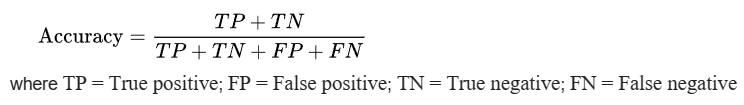 Accuracy = \frac{TP + TN}{TP + TN + FP + FN}
where TP = True positive; FP = False positive; TN = True negative; FN = False negative